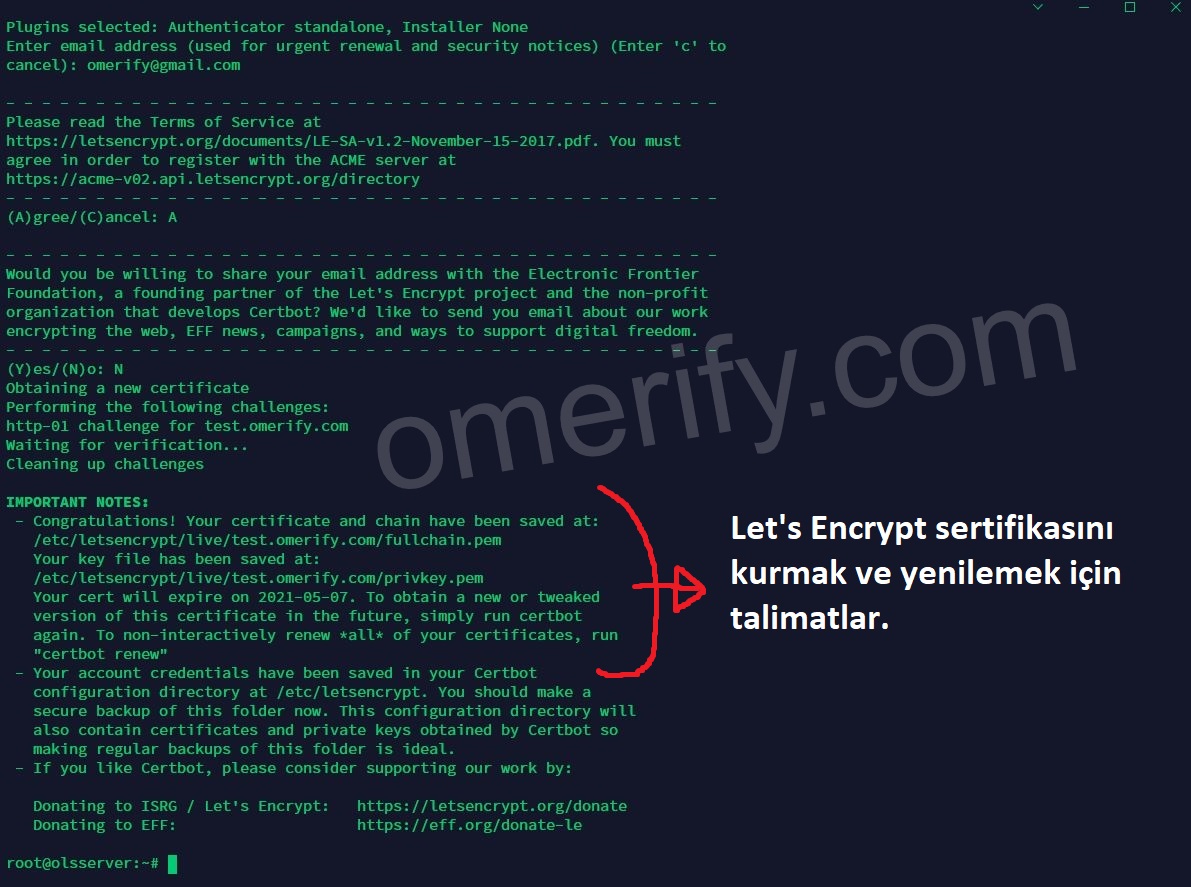 Plugins selected: Authenticator standalone, Installer None
Enter email address (used for urgent renewal and security notices) (Enter 'c' to
cancel): omerify@gmail.com
- - - - - - - - - - - - - - - - - - - - - - - - - - - - - - - - - - - - - - - -
Please read the Terms of Service at
https://letsencrypt.org/documents/LE-SA-v1.2-November-15-2017.pdf. You must
agree in order to register with the ACME server at
https://acme-v02.api.letsencrypt.org/directory
- - - - - - - - - - - - - - - - - - - - - - - - - - - - - - - - - - - - - - - -
(A)gree/(C)ancel: A
- - - - - - - - - - - - - - - - - - - - - - - - - - - - - - - - - - - - - - - -
Would you be willing to share your email address with the Electronic Frontier
Foundation, a founding partner of the Let's Encrypt project and the non-profit
organization that develops Certbot? We'd like to send you email about our work
encrypting the web, EFF news, campaigns, and ways to support digital freedom.
- - - - - - - - - - - - - - - - - - - - - - - - - - - - - - - - - - - - - - - -
(Y)es/(N)o: N
Obtaining a new certificate
Performing the following challenges:
http-01 challenge for test.omerify.com
Waiting for verification...
Cleaning up challenges
omerify.com
IMPORTANT NOTES:
- Congratulations! Your certificate and chain have been saved at:
/etc/letsencrypt/live/test.omerify.com/fullchain.pem
Your key file has been saved at:
/etc/letsencrypt/live/test.omerify.com/privkey.pem
Your cert will expire on 2021-05-07. To obtain a new or tweaked
version of this certificate in the future, simply run certbot
again. To non-interactively renew *all* of your certificates, run
"certbot renew"
- Your account credentials have been saved in your Certbot
configuration directory at /etc/letsencrypt. You should make a
secure backup of this folder now. This configuration directory will
also contain certificates and private keys obtained by Certbot so
making regular backups of this folder is ideal.
- If you like Certbot, please consider supporting our work by:
Donating to ISRG / Let's Encrypt:   https://letsencrypt.org/donate
Donating to EFF:                    https://eff.org/donate-le
root@olsserver:~#
Let's Encrypt sertifikasını
kurmak ve yenilemek için
talimatlar.